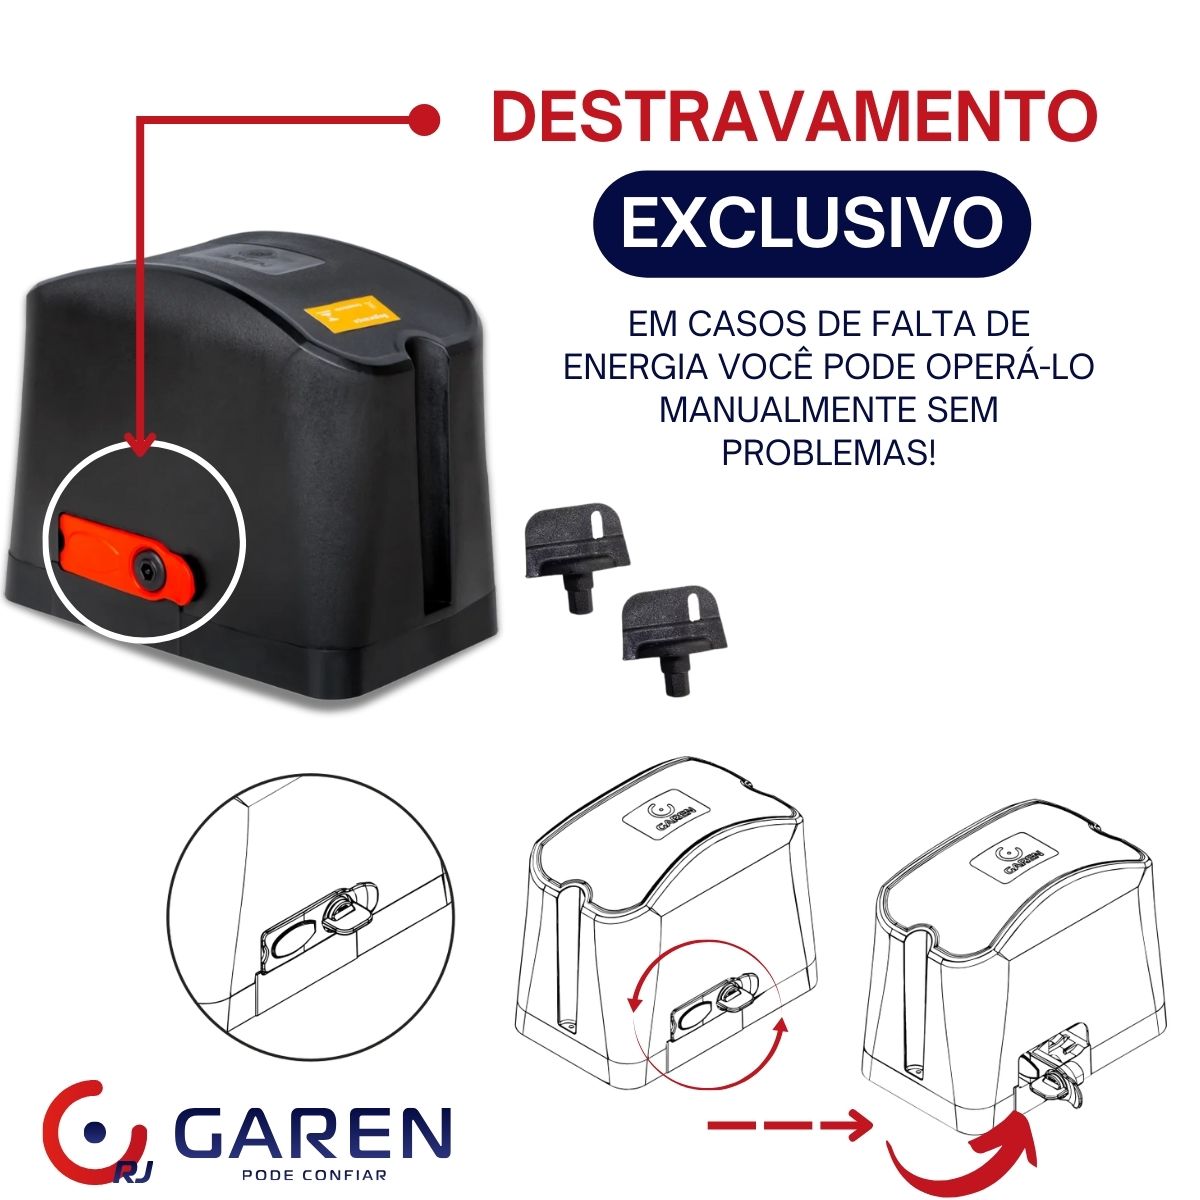 DESTRAVAMENTO
EXCLUSIVO
EM CASOS DE FALTA DE
ENERGIA VOCÊ PODE OPERÁ-LO
MANUALMENTE SEM
PROBLEMAS!
GAREN
GAREN
GAREN
RJ
GAREN
PODE CONFIAR